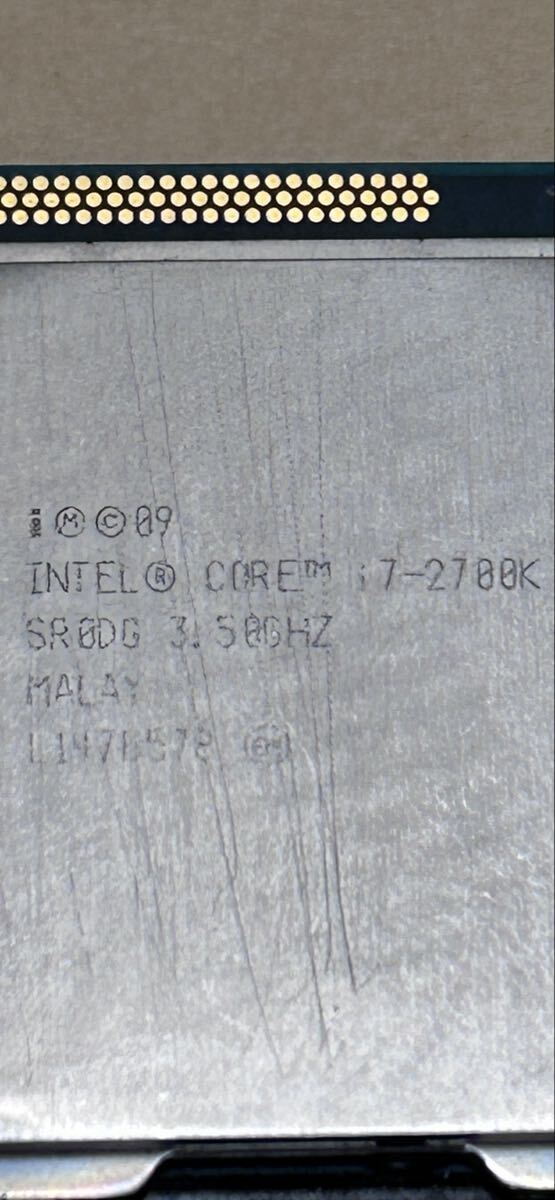 i Ⓜ © 09
INTEL® CORE™ i7-2700K
SR0DG 3.50GHZ
MALAY